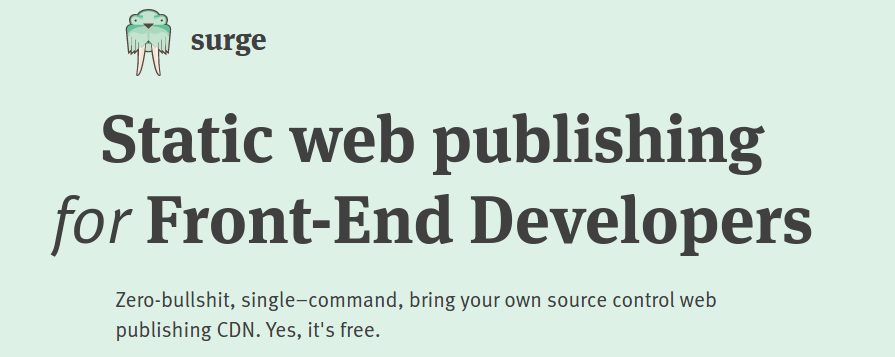 surge
Static web publishing
for Front-End Developers
Zero-bullshit, single–command, bring your own source control web
publishing CDN. Yes, it's free.